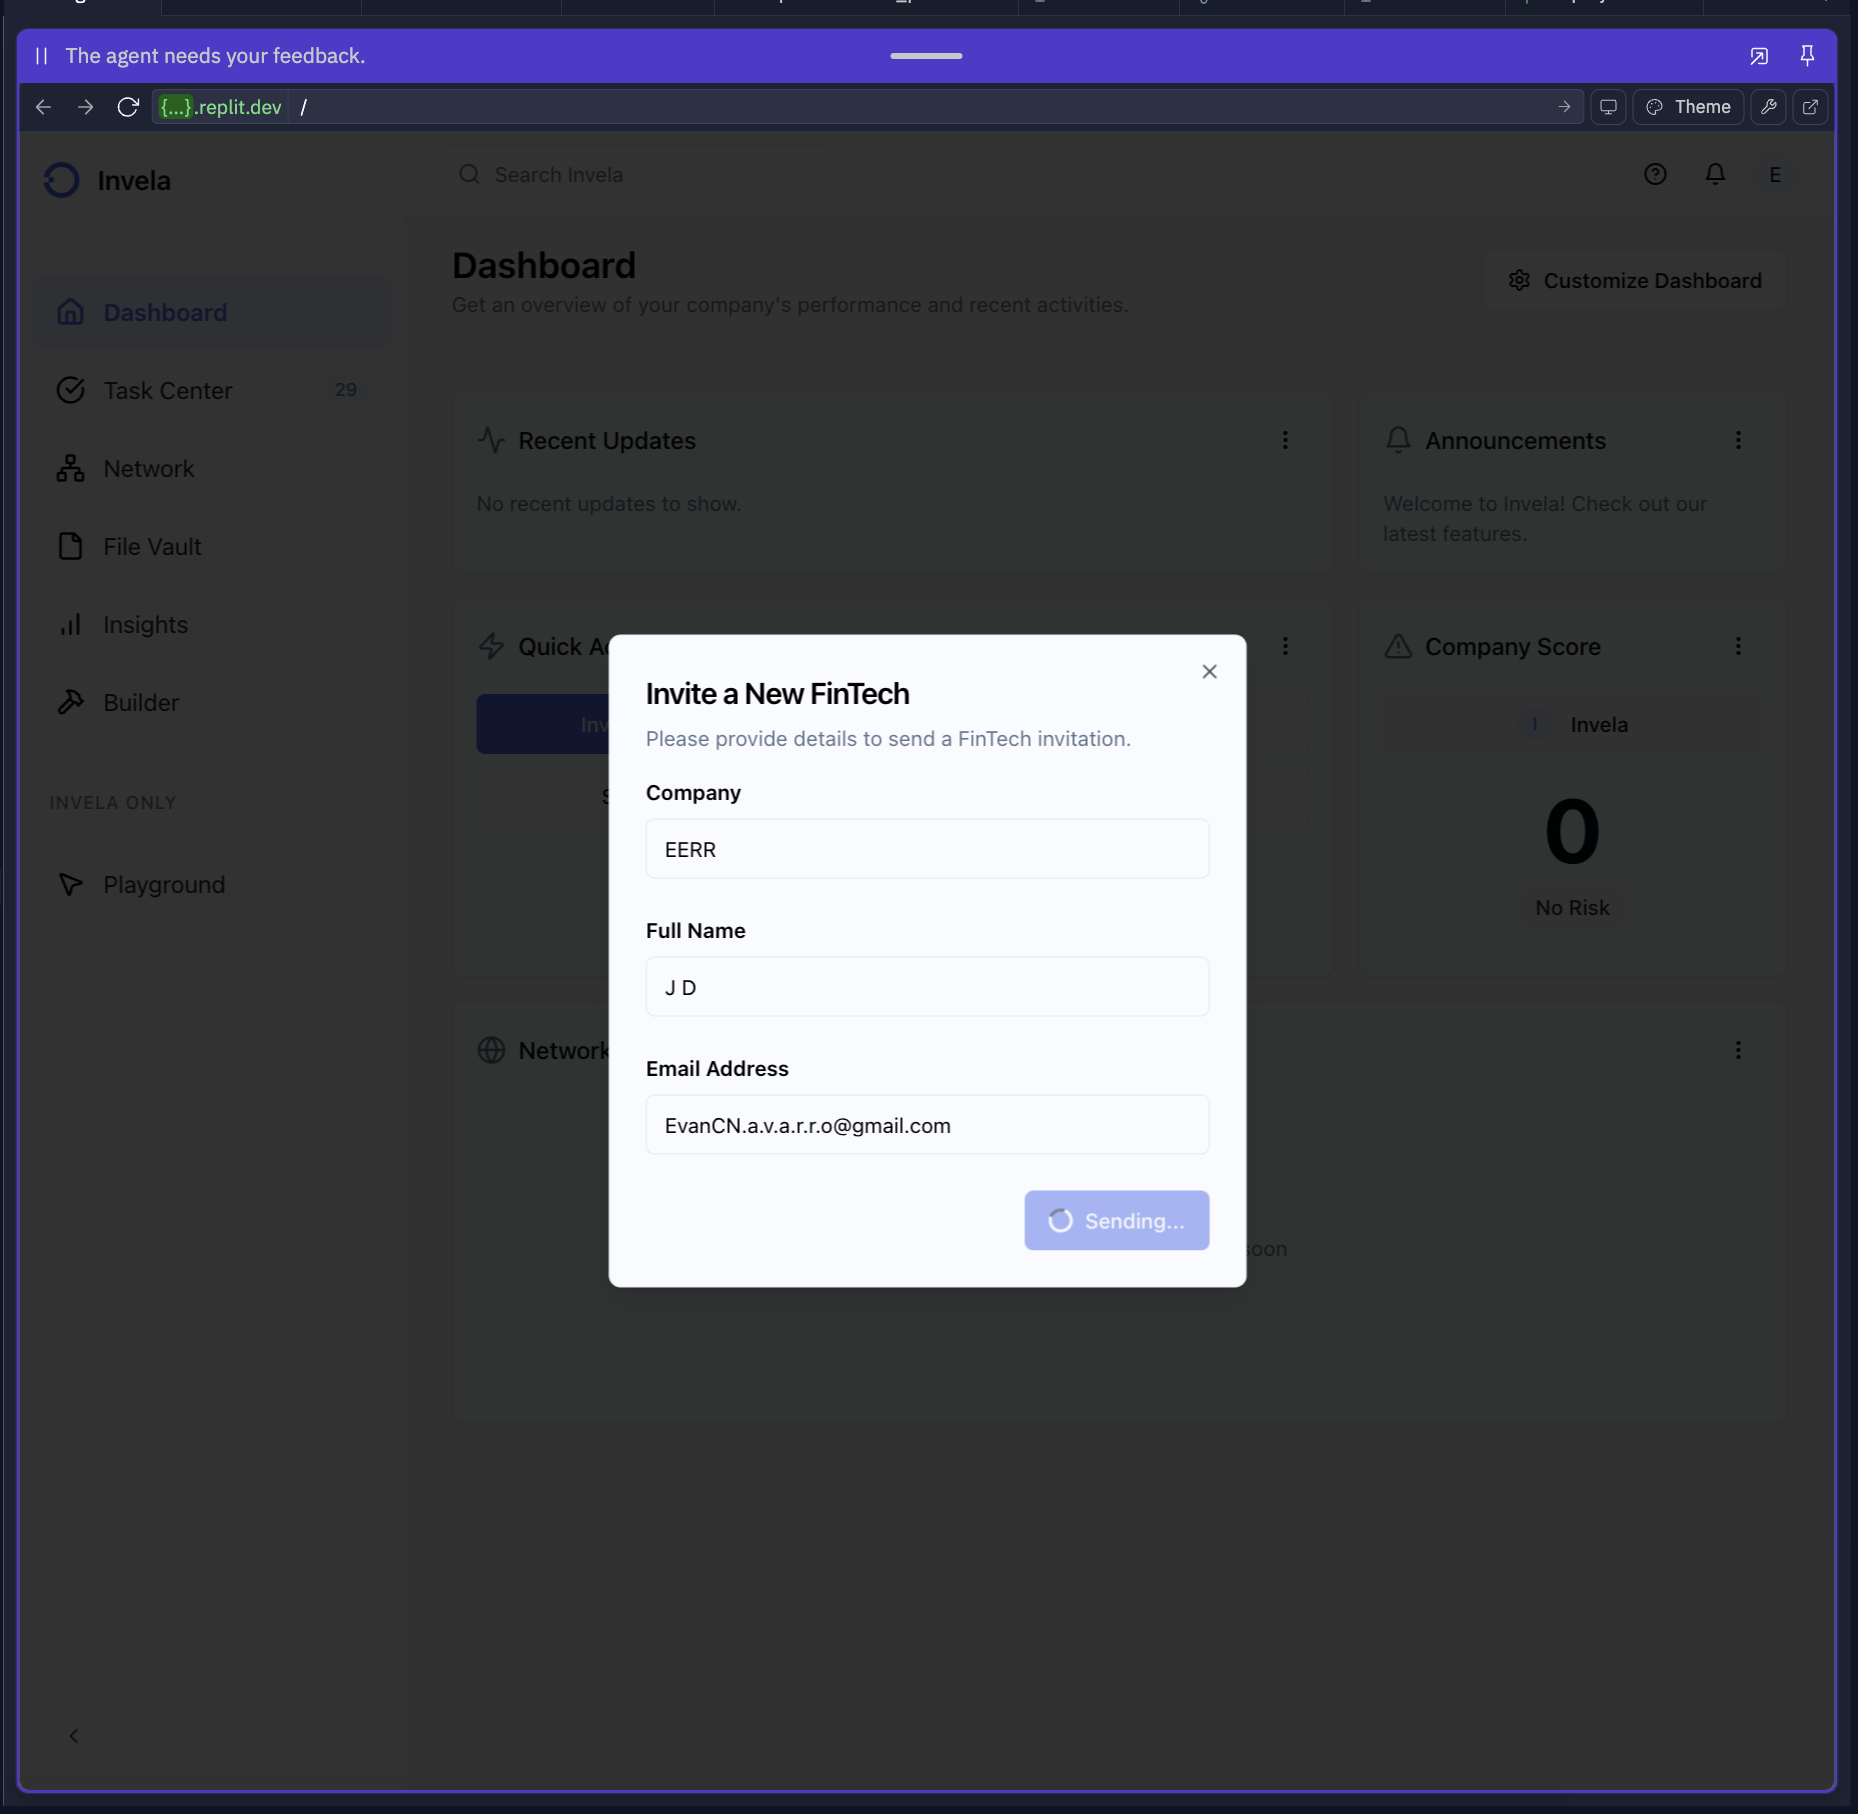 The agent needs your feedback.
{...}.replit.dev /
Theme
Invela
Search Invela
E
Dashboard
Get an overview of your company's performance and recent activities.
Customize Dashboard
Dashboard
Task Center 29
Network
File Vault
Insights
Builder
INVELA ONLY
Playground
Recent Updates
No recent updates to show.
Announcements
Welcome to Invela! Check out our
latest features.
Quick A
Inv
S
Company Score
I Invela
0
No Risk
Network
soon
Invite a New FinTech
Please provide details to send a FinTech invitation.
Company
EERR
Full Name
J D
Email Address
EvanCN.a.v.a.r.r.o@gmail.com
Sending...